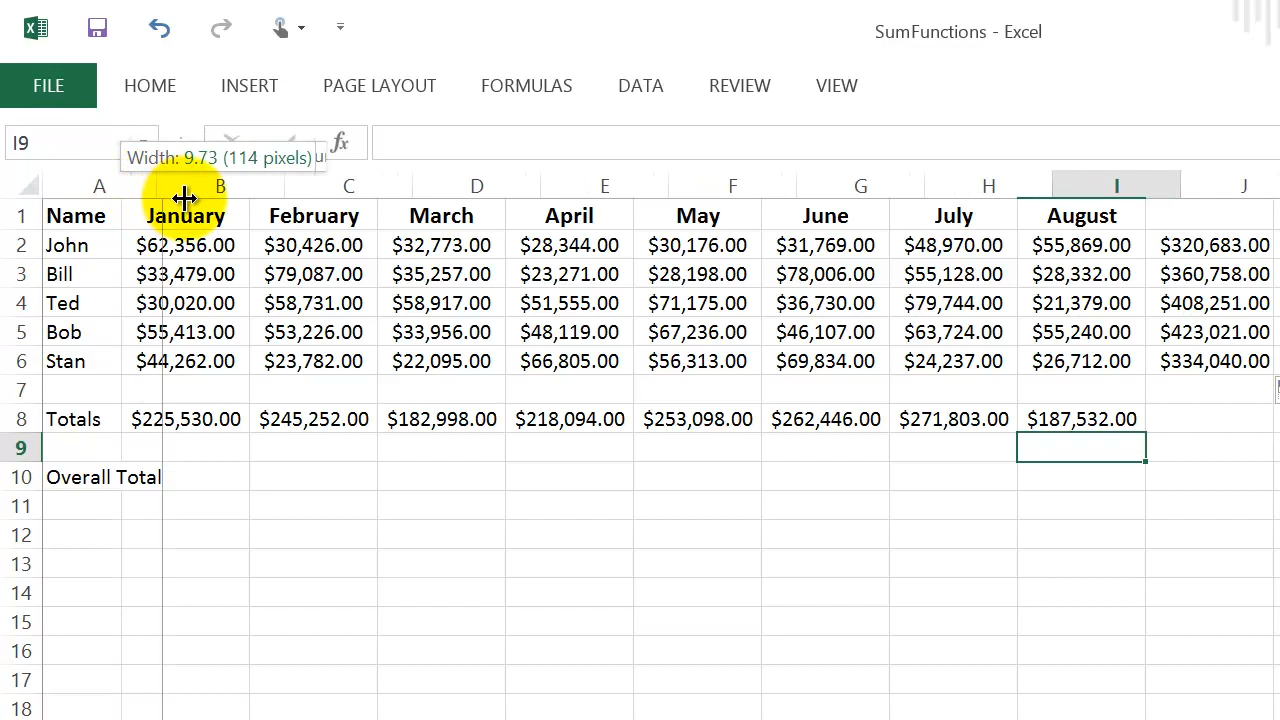 SumFunctions - Excel
FILE HOME INSERT PAGE LAYOUT FORMULAS DATA REVIEW VIEW
I9 fx
Width: 9.73 (114 pixels)
A B C D E F G H I J
1 Name January February March April May June July August
2 John $62,356.00 $30,426.00 $32,773.00 $28,344.00 $30,176.00 $31,769.00 $48,970.00 $55,869.00 $320,683.00
3 Bill $33,479.00 $79,087.00 $35,257.00 $23,271.00 $28,198.00 $78,006.00 $55,128.00 $28,332.00 $360,758.00
4 Ted $30,020.00 $58,731.00 $58,917.00 $51,555.00 $71,175.00 $36,730.00 $79,744.00 $21,379.00 $408,251.00
5 Bob $55,413.00 $53,226.00 $33,956.00 $48,119.00 $67,236.00 $46,107.00 $63,724.00 $55,240.00 $423,021.00
6 Stan $44,262.00 $23,782.00 $22,095.00 $66,805.00 $56,313.00 $69,834.00 $24,237.00 $26,712.00 $334,040.00
7
8 Totals $225,530.00 $245,252.00 $182,998.00 $218,094.00 $253,098.00 $262,446.00 $271,803.00 $187,532.00
9
10 Overall Total
11
12
13
14
15
16
17
18